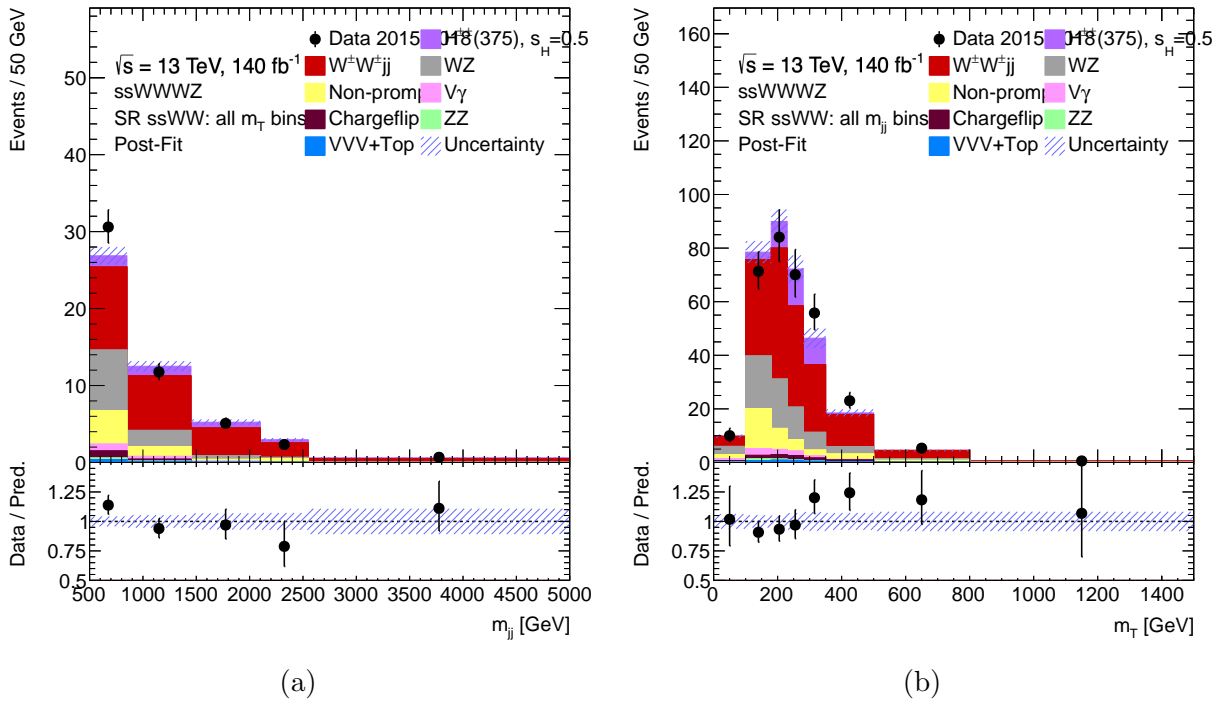 Events / 50 GeV
Data 2015
H (375), s_H=0.5
√s = 13 TeV, 140 fb⁻¹
W±W±jj
WZ
ssWWWZ
Non-promp
Vγ
SR ssWW: all m_T bins
Chargeflip
ZZ
Post-Fit
VVV+Top
Uncertainty
50
40
30
20
10
0
Data / Pred.
1.25
1
0.75
0.5
500 1000 1500 2000 2500 3000 3500 4000 4500 5000
m_jj [GeV]
(a)
Events / 50 GeV
Data 2015
H (375), s_H=0.5
√s = 13 TeV, 140 fb⁻¹
W±W±jj
WZ
ssWWWZ
Non-promp
Vγ
SR ssWW: all m_jj bins
Chargeflip
ZZ
Post-Fit
VVV+Top
Uncertainty
160
140
120
100
80
60
40
20
0
Data / Pred.
1.25
1
0.75
0.5
0 200 400 600 800 1000 1200 1400
m_T [GeV]
(b)